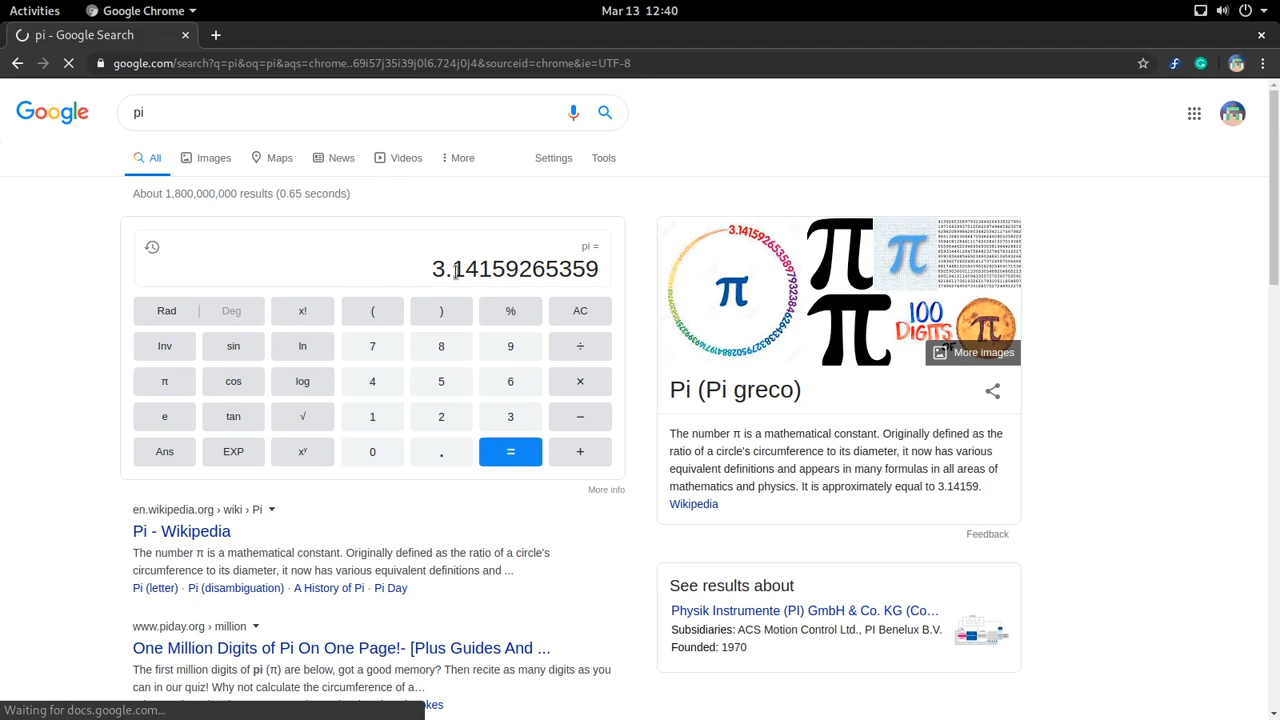 Activities Google Chrome Mar 13 12:40
pi - Google Search
google.com/search?q=pi&oq=pi&aqs=chrome..69i57j35i39j0l6.724j0j4&sourceid=chrome&ie=UTF-8
Google pi
All Images Maps News Videos More Settings Tools
About 1,800,000,000 results (0.65 seconds)
pi =
3.14159265359
Rad Deg x! ( ) % AC
Inv sin ln 7 8 9 ÷
π cos log 4 5 6 ×
e tan √ 1 2 3 −
Ans EXP xʸ 0 . = +
More info
en.wikipedia.org › wiki › Pi
Pi - Wikipedia
The number π is a mathematical constant. Originally defined as the ratio of a circle's
circumference to its diameter, it now has various equivalent definitions and ...
Pi (letter) · Pi (disambiguation) · A History of Pi · Pi Day
www.piday.org › million
One Million Digits of Pi On One Page!- [Plus Guides And ...
The first million digits of pi (π) are below, got a good memory? Then recite as many digits as you
can in our quiz! Why not calculate the circumference of a…
Waiting for docs.google.com...
π
π
π
π
100
DIGITS
π
More images
Pi (Pi greco)
The number π is a mathematical constant. Originally defined as the
ratio of a circle's circumference to its diameter, it now has various
equivalent definitions and appears in many formulas in all areas of
mathematics and physics. It is approximately equal to 3.14159.
Wikipedia
Feedback
See results about
Physik Instrumente (PI) GmbH & Co. KG (Co…
Subsidiaries: ACS Motion Control Ltd., PI Benelux B.V.
Founded: 1970